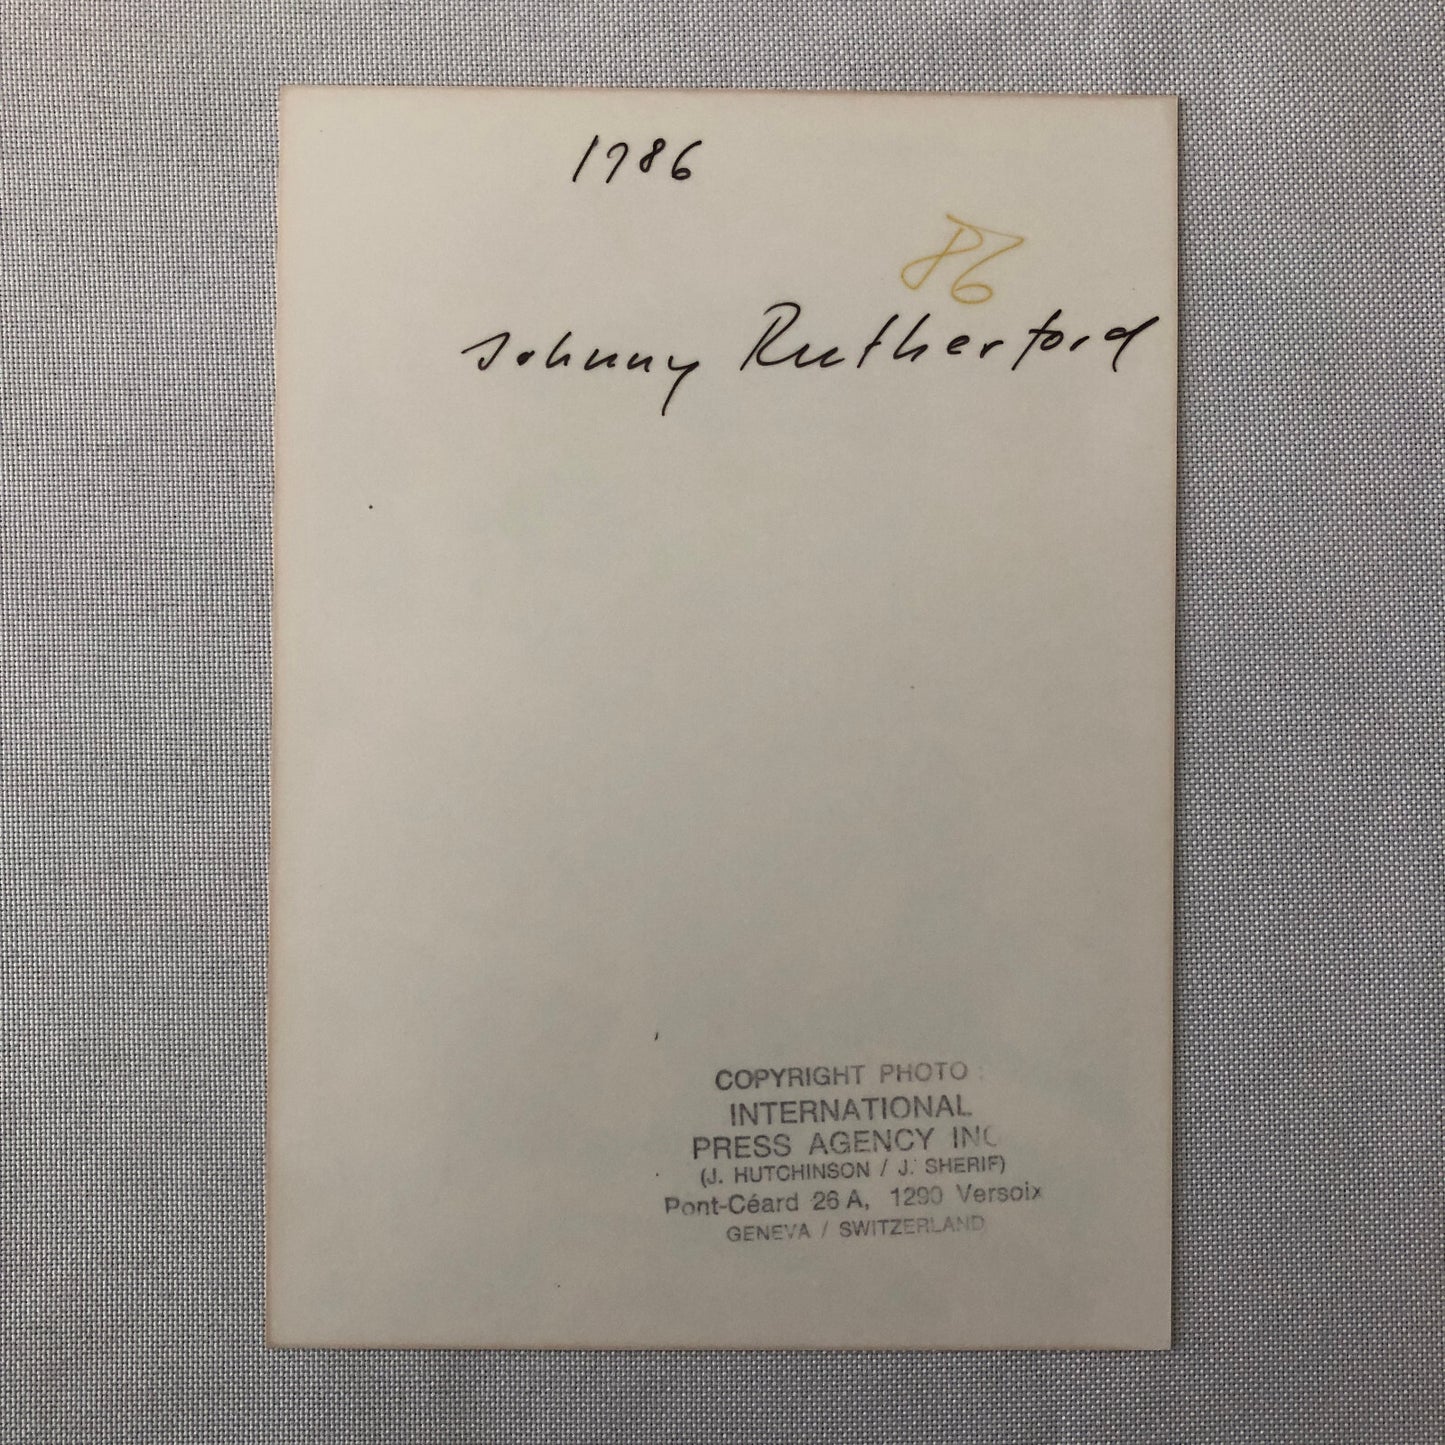 1986
86
Johnny Rutherford
COPYRIGHT PHOTO :
INTERNATIONAL
PRESS AGENCY INC
(J. HUTCHINSON / J. SHERIF)
Pont-Céard 26 A, 1290 Versoix
GENEVA / SWITZERLAND